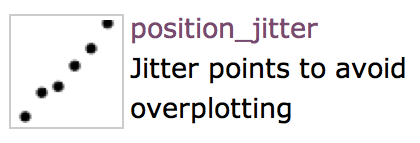 position_jitter
Jitter points to avoid
overplotting